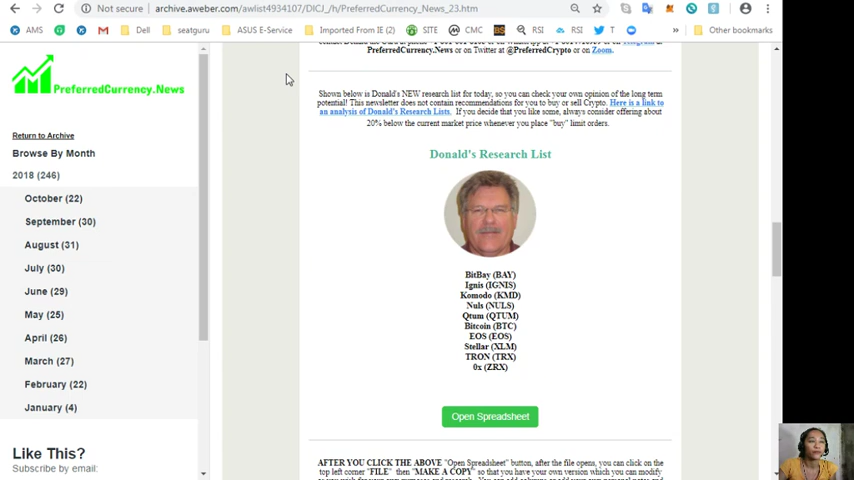 Not secure | archive.aweber.com/awlist4934107/DICJ_/h/PreferredCurrency_News_23.htm
AMS Dell seatguru ASUS E-Service Imported From IE (2) SITE CMC BS RSI RSI T » Other bookmarks
PreferredCurrency.News
Return to Archive
Browse By Month
2018 (246)
October (22)
September (30)
August (31)
July (30)
June (29)
May (25)
April (26)
March (27)
February (22)
January (4)
Like This?
Subscribe by email:
PreferredCurrency.News or on Twitter at @PreferredCrypto or on Zoom.
Shown below is Donald's NEW research list for today, so you can check your own opinion of the long term
potential! This newsletter does not contain recommendations for you to buy or sell Crypto. Here is a link to
an analysis of Donald's Research Lists. If you decide that you like some, always consider offering about
20% below the current market price whenever you place "buy" limit orders.
Donald's Research List
BitBay (BAY)
Ignis (IGNIS)
Komodo (KMD)
Nuls (NULS)
Qtum (QTUM)
Bitcoin (BTC)
EOS (EOS)
Stellar (XLM)
TRON (TRX)
0x (ZRX)
Open Spreadsheet
AFTER YOU CLICK THE ABOVE "Open Spreadsheet" button, after the file opens, you can click on the
top left corner "FILE" then "MAKE A COPY" so that you have your own version which you can modify